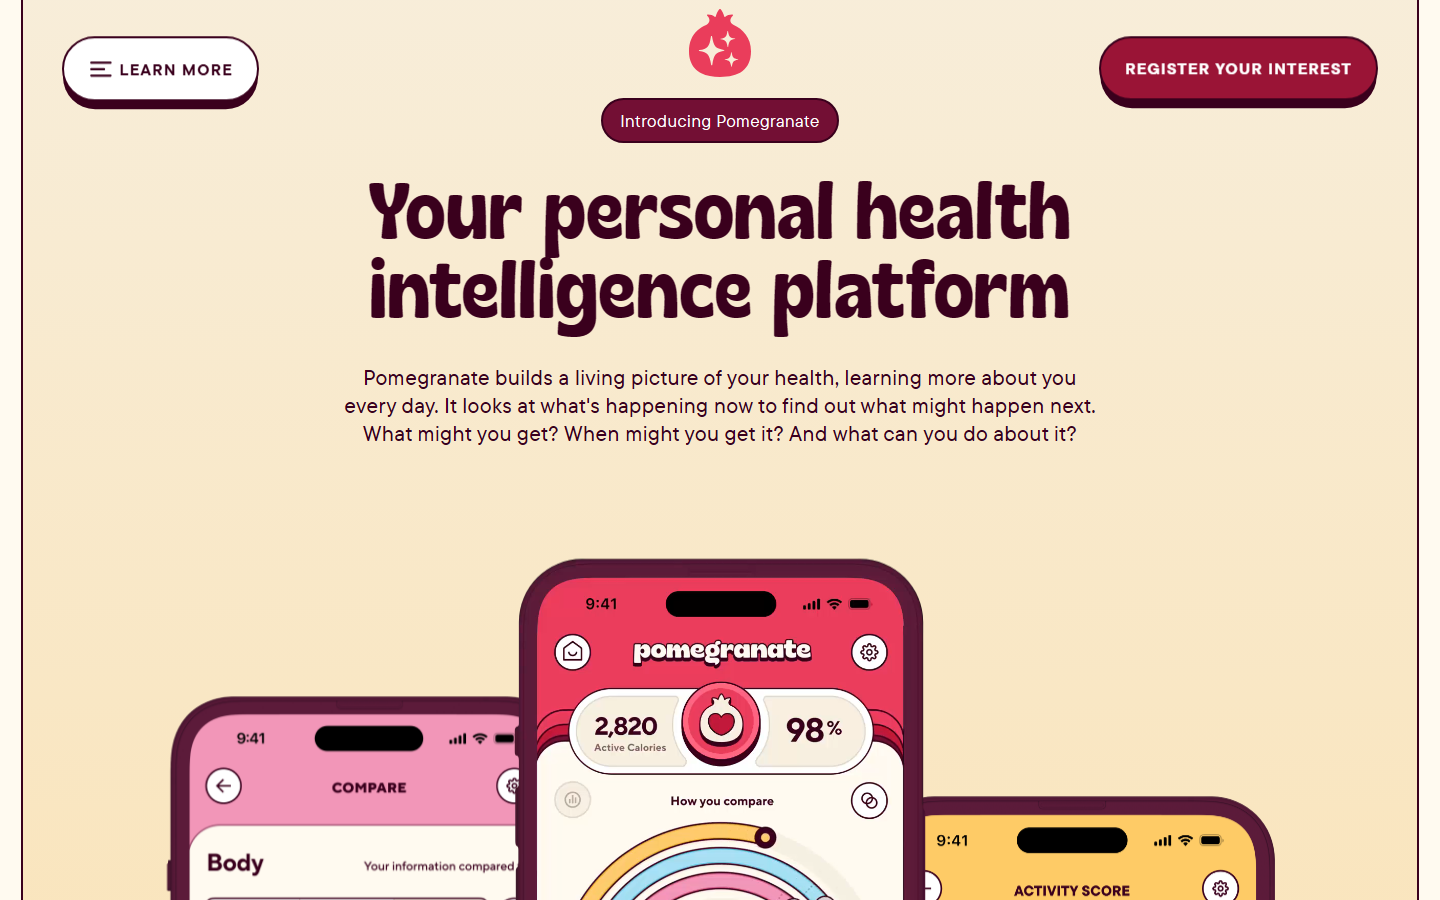 LEARN MORE
REGISTER YOUR INTEREST
Introducing Pomegranate
Your personal health
intelligence platform
Pomegranate builds a living picture of your health, learning more about you
every day. It looks at what's happening now to find out what might happen next.
What might you get? When might you get it? And what can you do about it?
9:41
pomegranate
2,820
Active Calories
98%
How you compare
9:41
COMPARE
Body
Your information compared
9:41
ACTIVITY SCORE